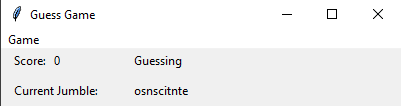 Guess Game
Game
Score: 0 Guessing
Current Jumble: osnscitnte